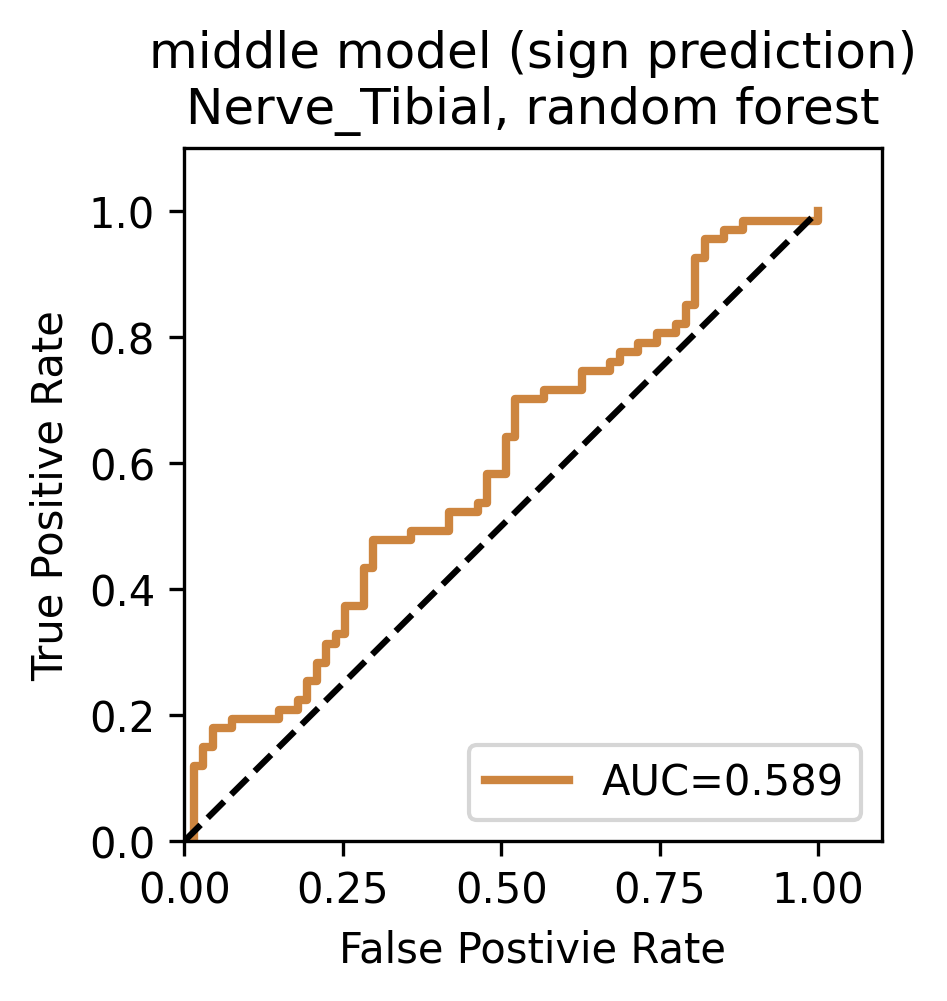 middle model (sign prediction)
Nerve_Tibial, random forest
True Positive Rate
1.0
0.8
0.6
0.4
0.2
0.0
AUC=0.589
0.00 0.25 0.50 0.75 1.00
False Postivie Rate